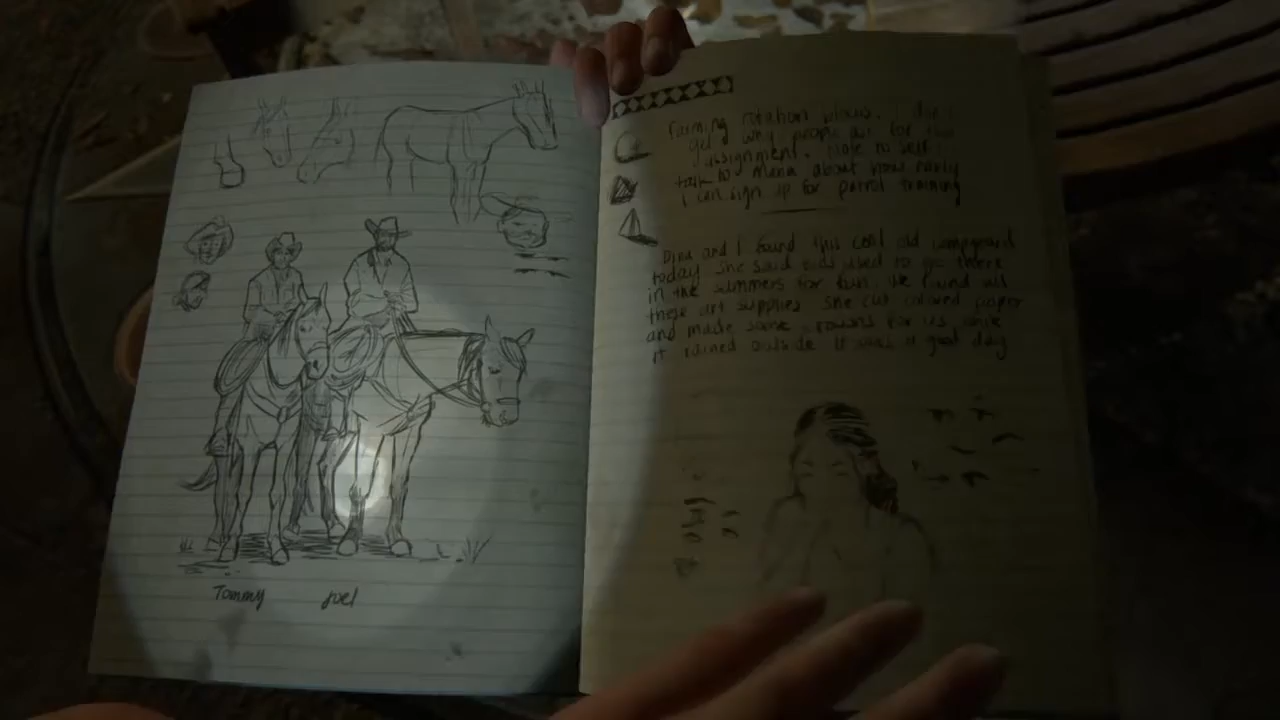 Tommy Joel
farming rotation blows. I don't
get why people ask for this
assignment. Note to self:
talk to Maria about how early
I can sign up for patrol training
Dina and I found this cool old campground
today. She said kids used to go there
in the summers for fun. We found all
these art supplies. She cut colored paper
and made some crowns for us while
it rained outside. It was a good day